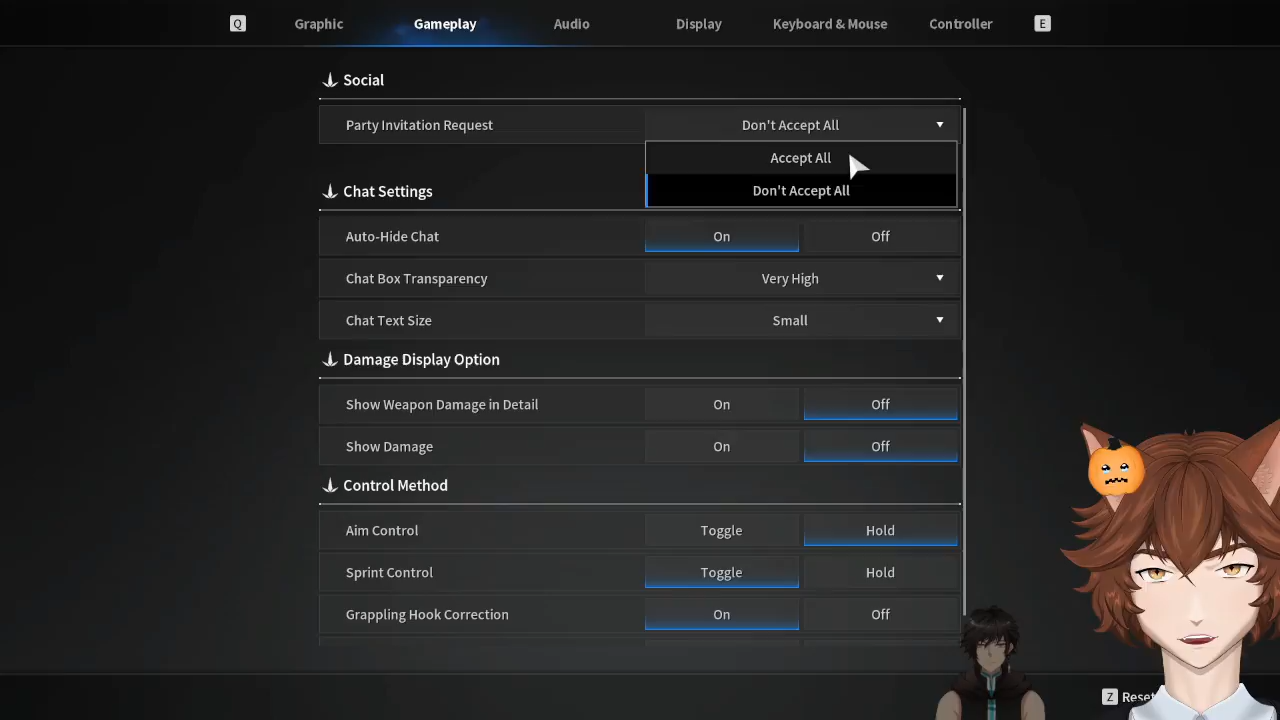 Q Graphic Gameplay Audio Display Keyboard & Mouse Controller E
Social
Party Invitation Request Don't Accept All
Accept All
Don't Accept All
Chat Settings
Auto-Hide Chat On Off
Chat Box Transparency Very High
Chat Text Size Small
Damage Display Option
Show Weapon Damage in Detail On Off
Show Damage On Off
Control Method
Aim Control Toggle Hold
Sprint Control Toggle Hold
Grappling Hook Correction On Off
Z Reset